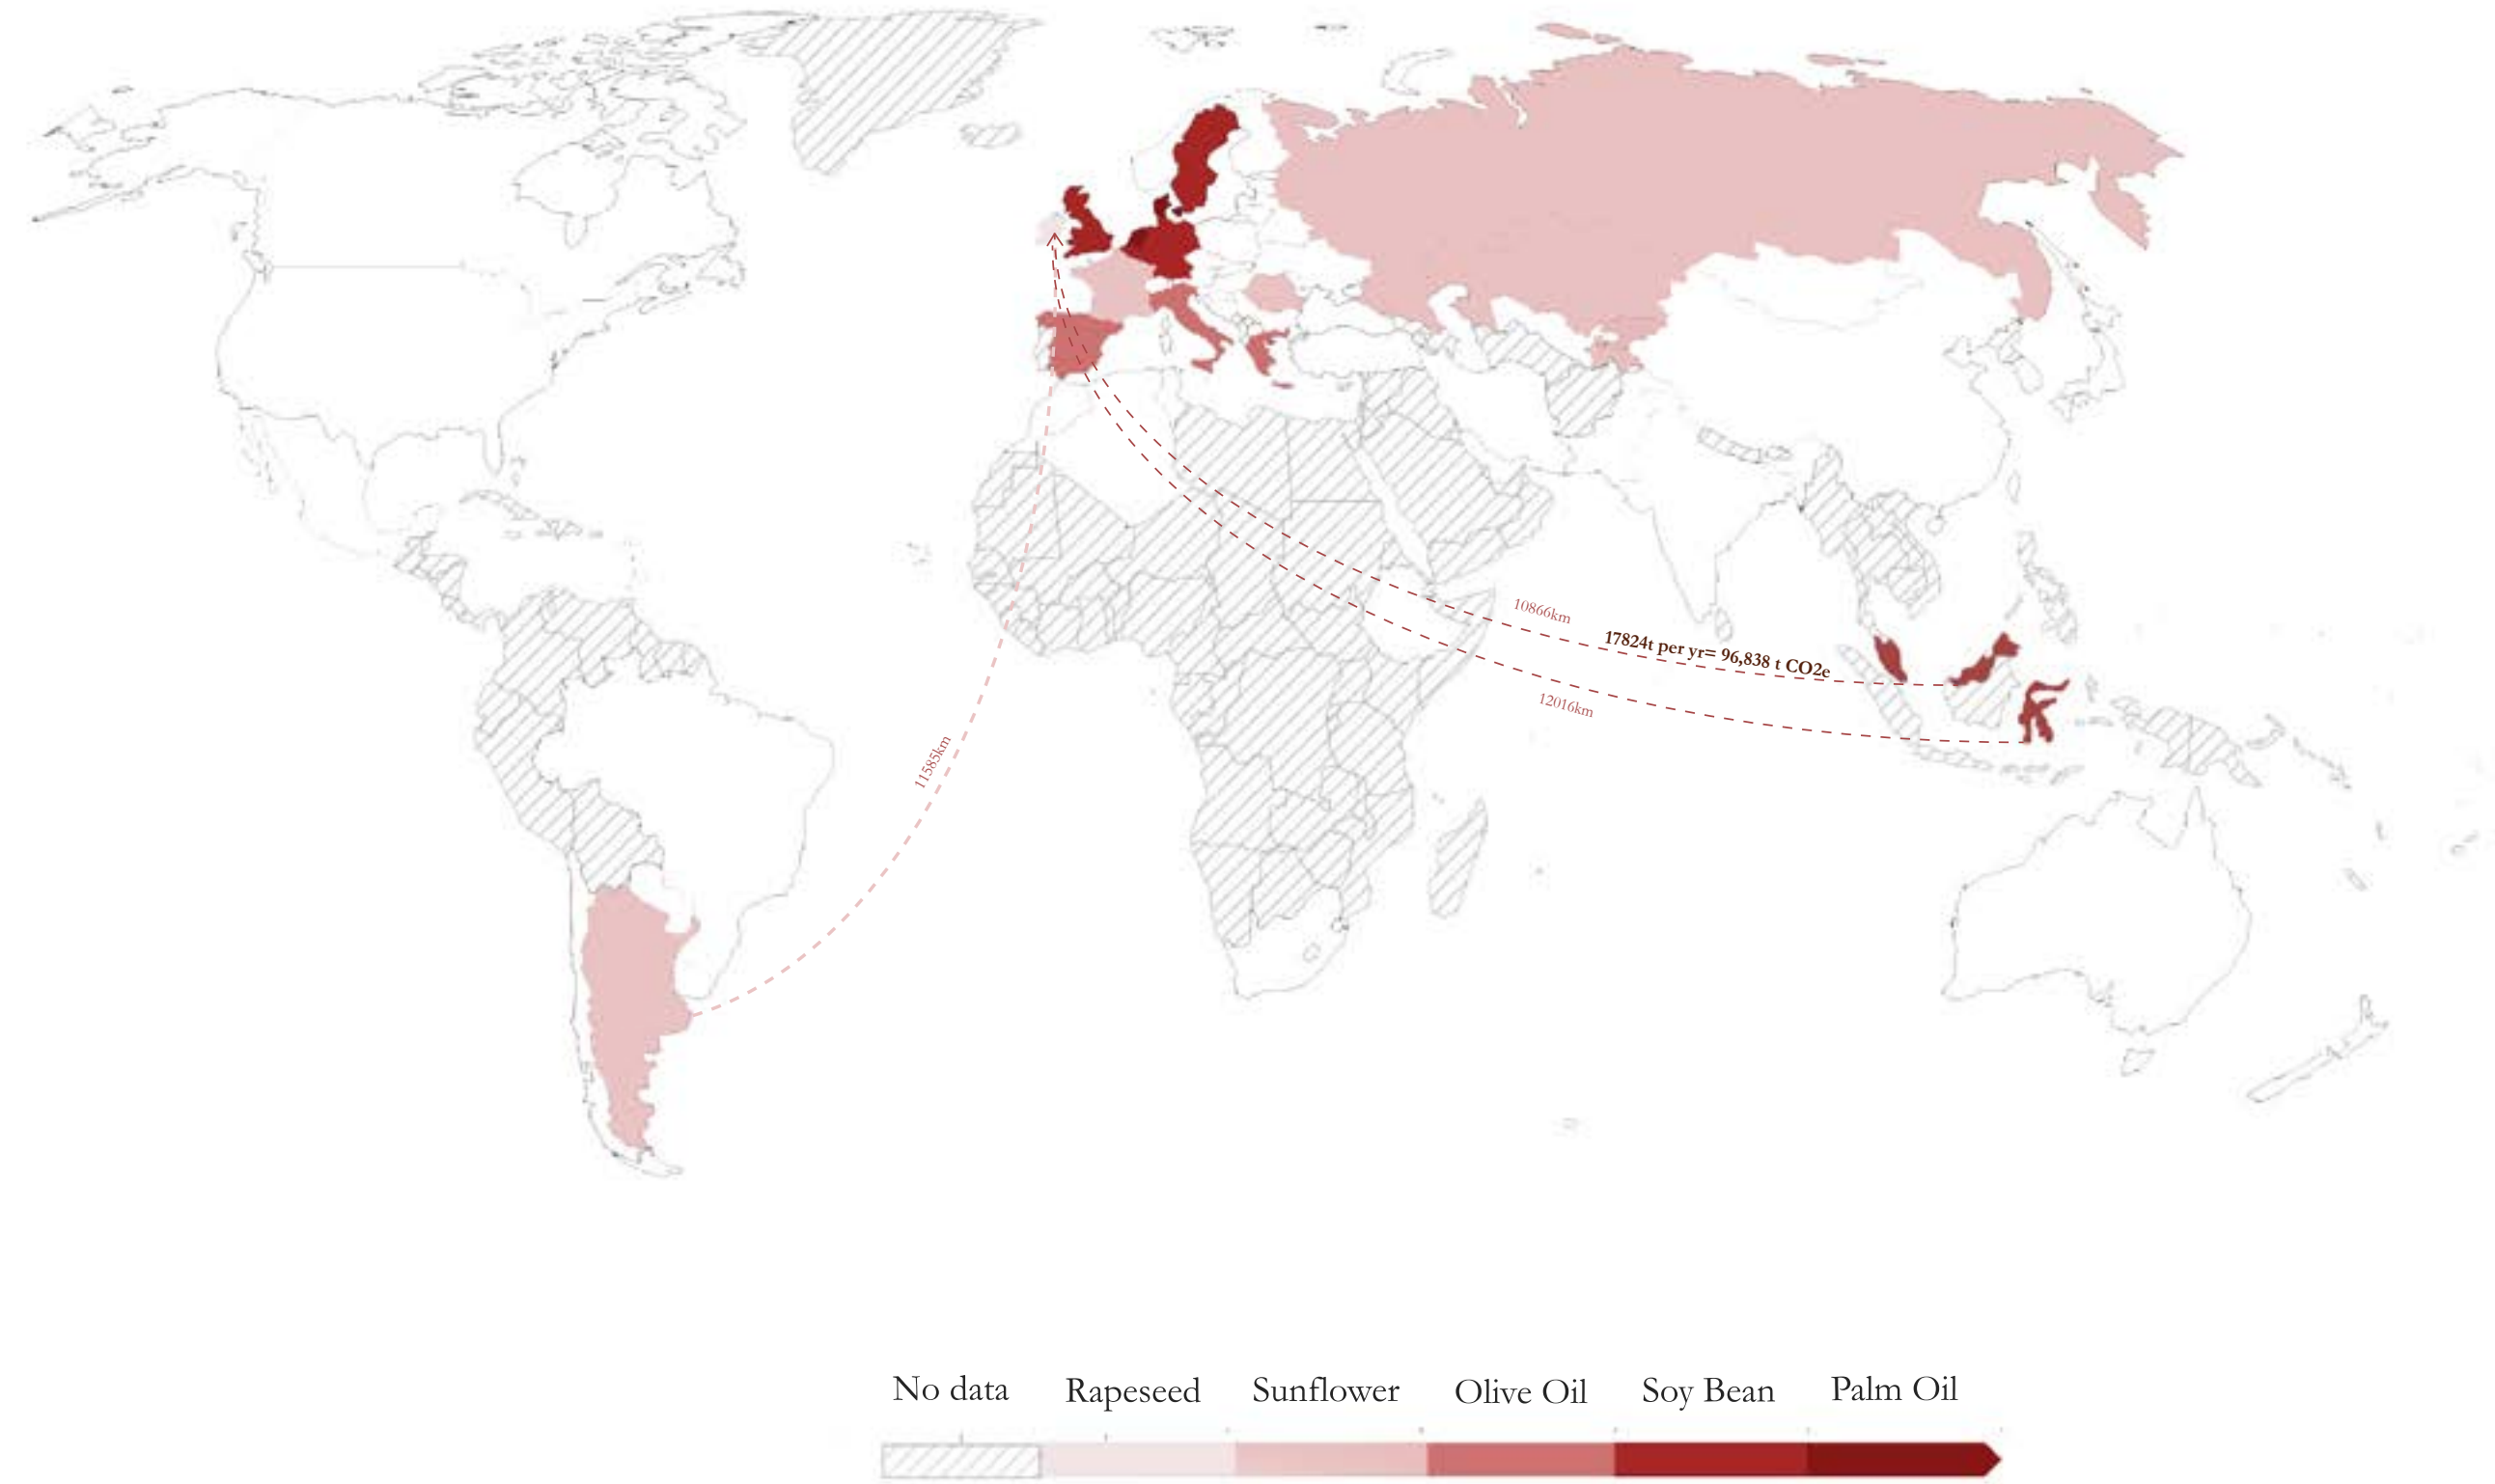 10866km
17824t per yr= 96,838 t CO2e
12016km
11585km
No data Rapeseed Sunflower Olive Oil Soy Bean Palm Oil